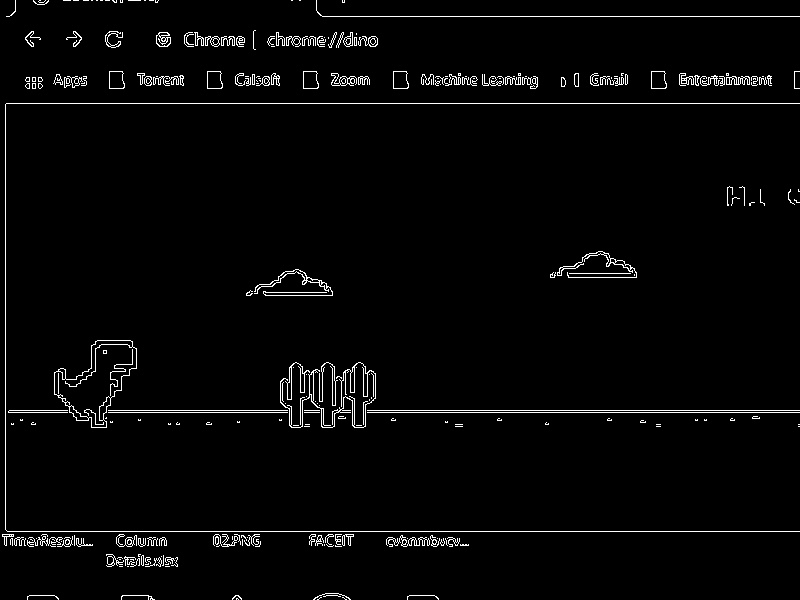 Chrome | chrome://dino
Apps Torrent Calsoft Zoom Machine Learning Gmail Entertainment
HI
TimerResolu... Column 02.PNG FACEIT cvbnmbvcv...
Details.xlsx